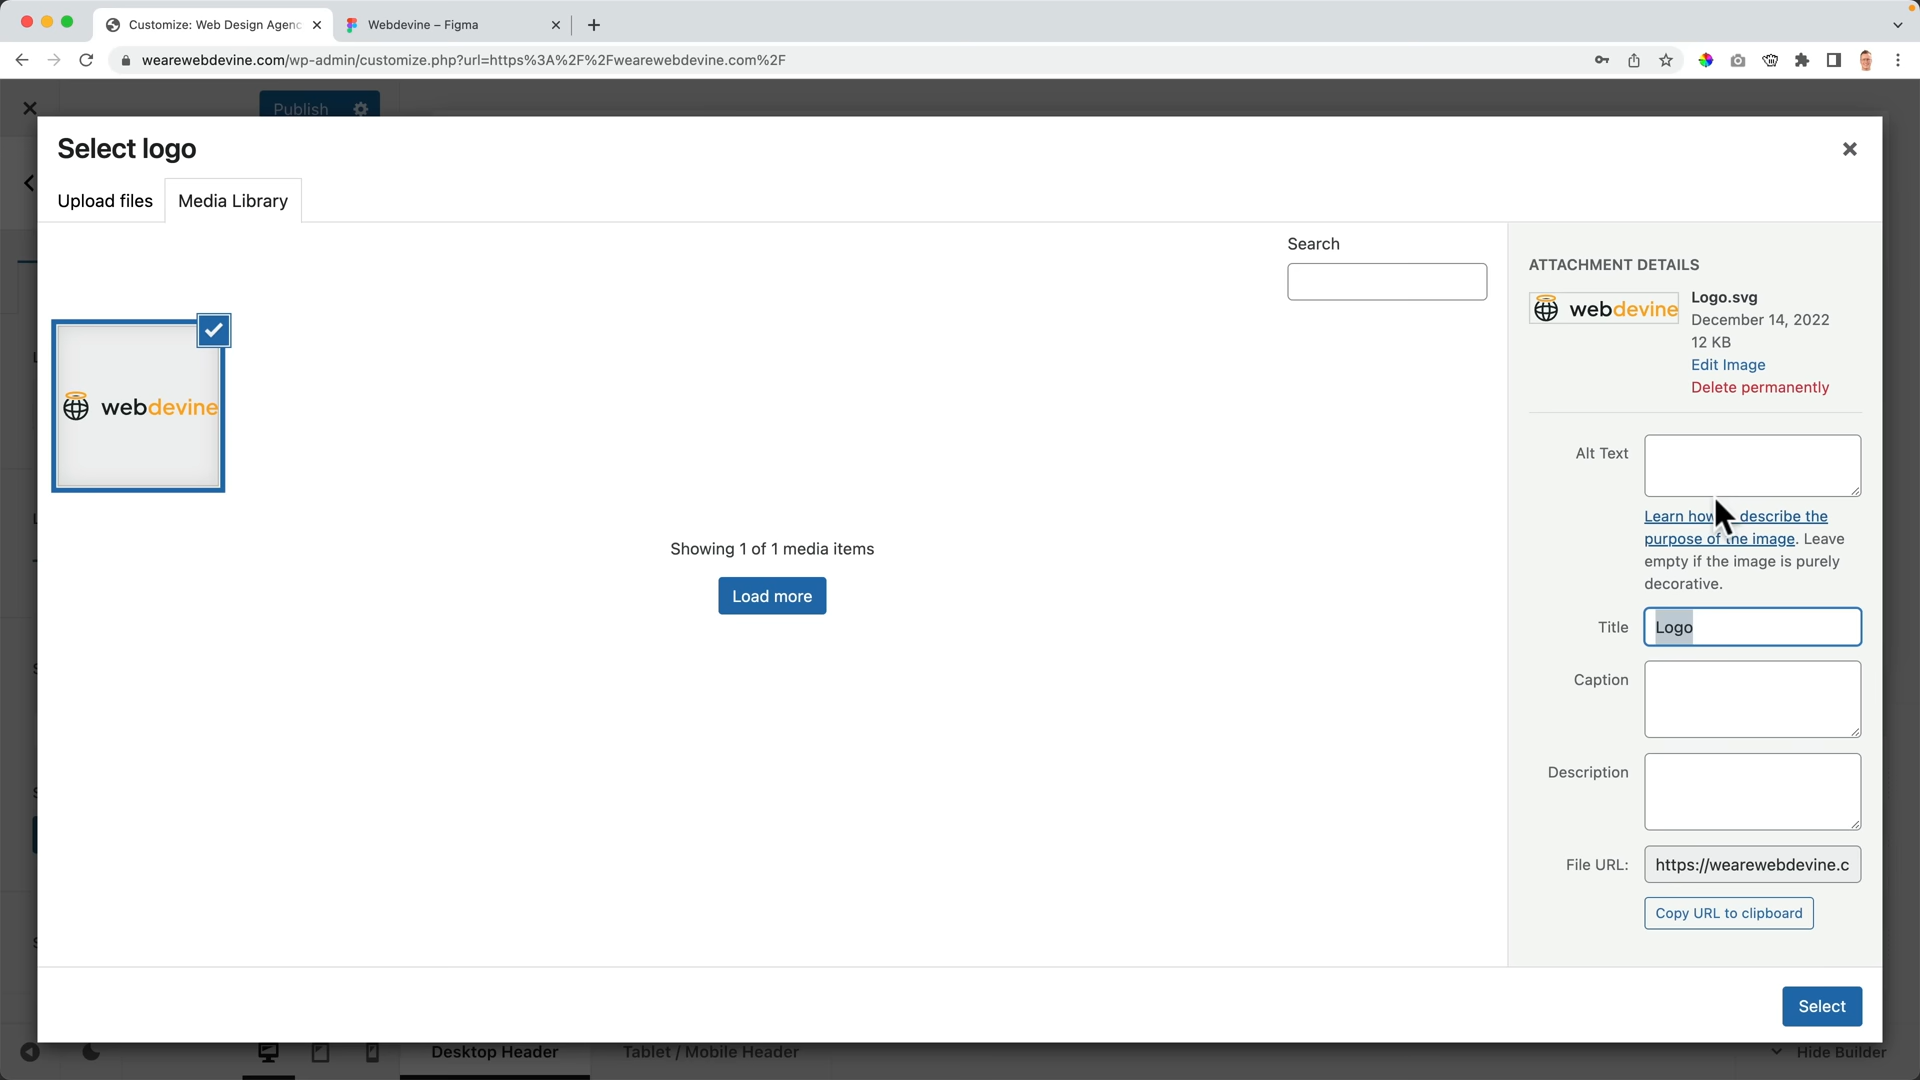 Customize: Web Design Agenc
Webdevine – Figma
wearewebdevine.com/wp-admin/customize.php?url=https%3A%2F%2Fwearewebdevine.com%2F
Publish
Select logo
Upload files
Media Library
Search
webdevine
Showing 1 of 1 media items
Load more
ATTACHMENT DETAILS
webdevine
Logo.svg
December 14, 2022
12 KB
Edit Image
Delete permanently
Alt Text
Learn how describe the
purpose of the image. Leave
empty if the image is purely
decorative.
Title
Logo
Caption
Description
File URL:
https://wearewebdevine.c
Copy URL to clipboard
Select
Desktop Header
Tablet / Mobile Header
Hide Builder